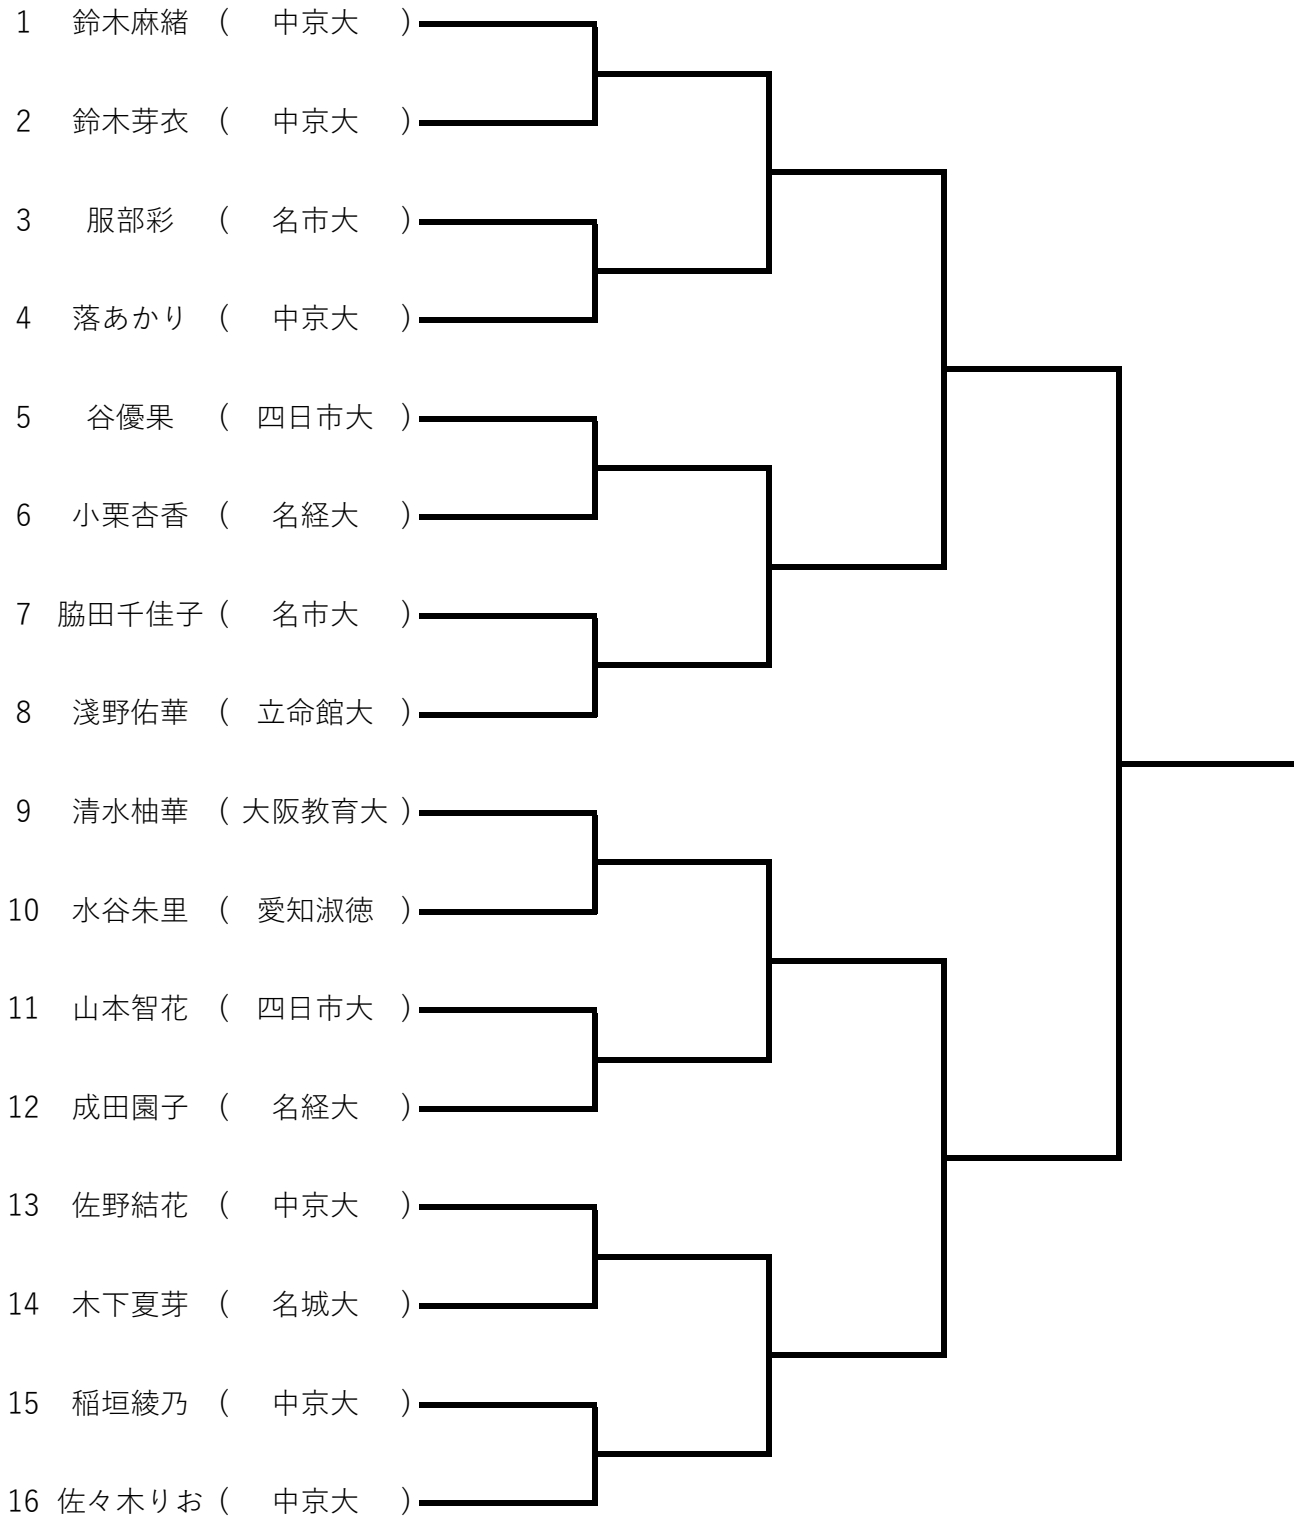 1 鈴木麻緒 ( 中京大 )
2 鈴木芽衣 ( 中京大 )
3 服部彩 ( 名市大 )
4 落あかり ( 中京大 )
5 谷優果 ( 四日市大 )
6 小栗杏香 ( 名経大 )
7 脇田千佳子 ( 名市大 )
8 淺野佑華 ( 立命館大 )
9 清水柚華 ( 大阪教育大 )
10 水谷朱里 ( 愛知淑徳 )
11 山本智花 ( 四日市大 )
12 成田園子 ( 名経大 )
13 佐野結花 ( 中京大 )
14 木下夏芽 ( 名城大 )
15 稲垣綾乃 ( 中京大 )
16 佐々木りお ( 中京大 )